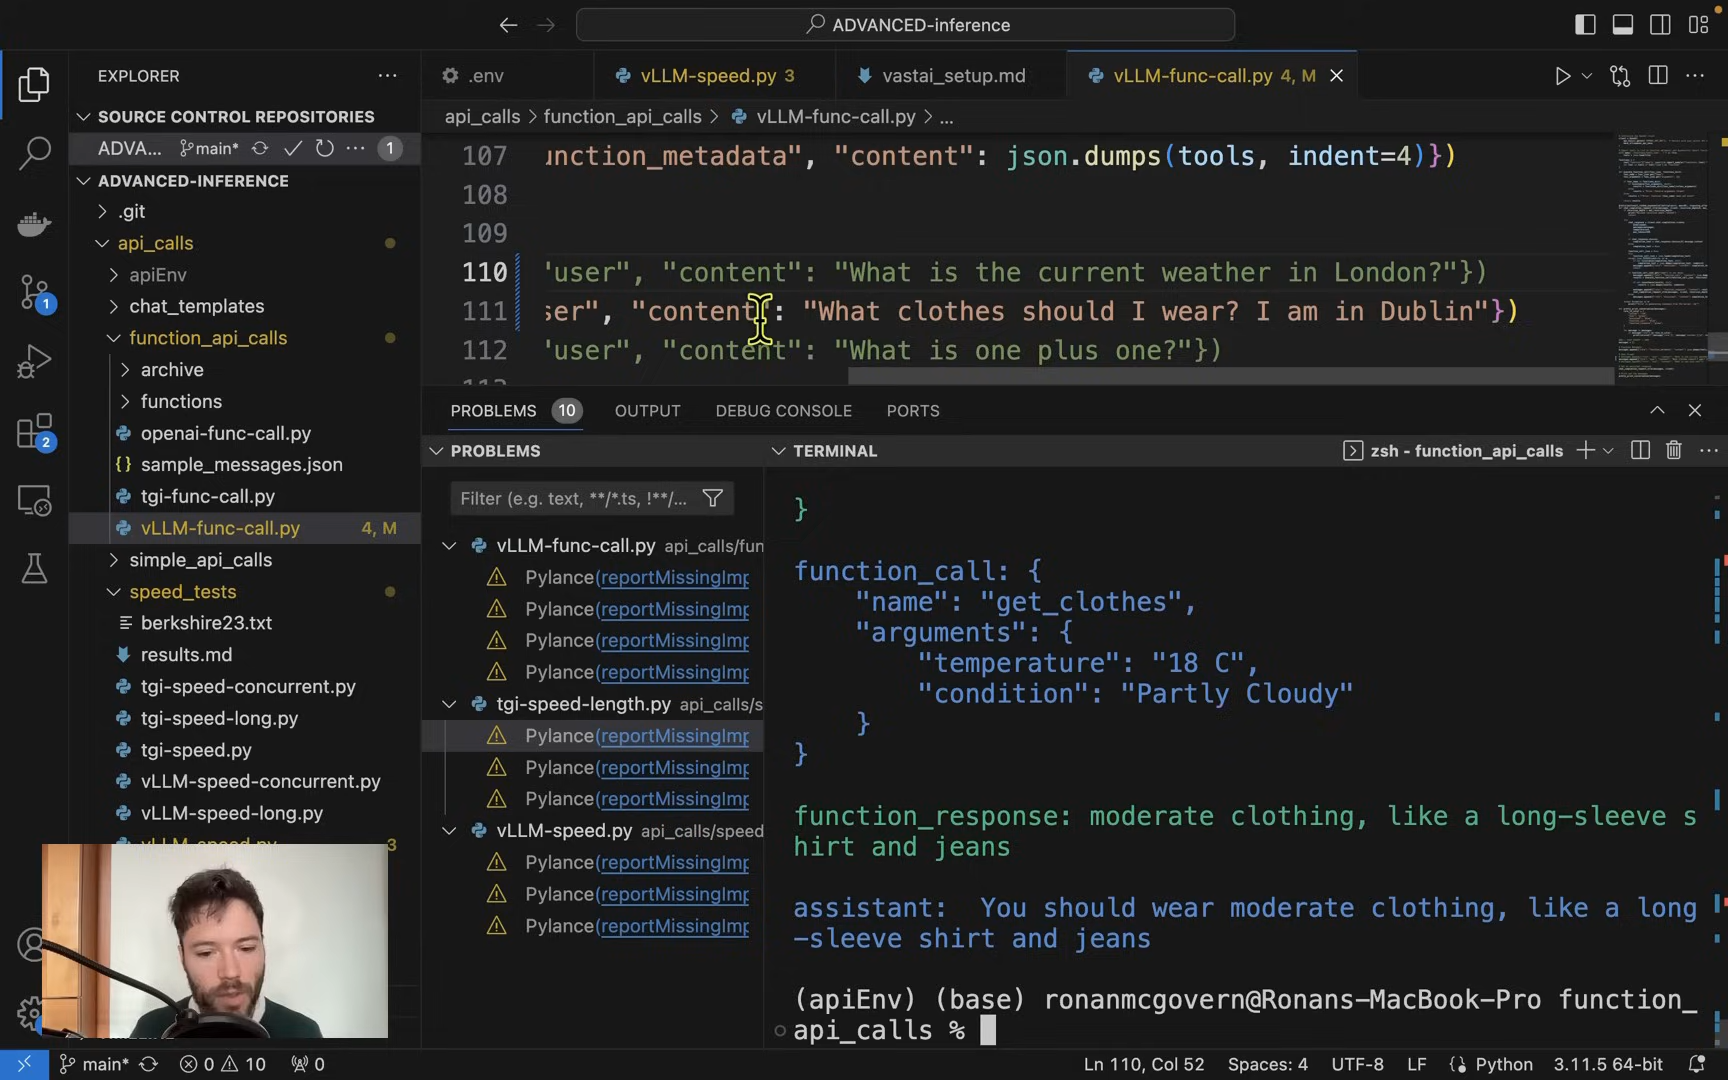 ADVANCED-inference
EXPLORER
SOURCE CONTROL REPOSITORIES
ADVA... main* 1
ADVANCED-INFERENCE
.git
api_calls
apiEnv
chat_templates
function_api_calls
archive
functions
openai-func-call.py
{} sample_messages.json
tgi-func-call.py
vLLM-func-call.py 4, M
simple_api_calls
speed_tests
berkshire23.txt
results.md
tgi-speed-concurrent.py
tgi-speed-long.py
tgi-speed.py
vLLM-speed-concurrent.py
vLLM-speed-long.py
vLLM-speed.py 3
1
2
.env
vLLM-speed.py 3
vastai_setup.md
vLLM-func-call.py 4, M
api_calls > function_api_calls > vLLM-func-call.py > ...
107 unction_metadata", "content": json.dumps(tools, indent=4)})
108
109
110 'user", "content": "What is the current weather in London?"})
111 ser", "content": "What clothes should I wear? I am in Dublin"})
112 'user", "content": "What is one plus one?"})
113
PROBLEMS 10 OUTPUT DEBUG CONSOLE PORTS
PROBLEMS
Filter (e.g. text, **/*.ts, !**/...
vLLM-func-call.py api_calls/fun
Pylance(reportMissingImp
Pylance(reportMissingImp
Pylance(reportMissingImp
Pylance(reportMissingImp
tgi-speed-length.py api_calls/s
Pylance(reportMissingImp
Pylance(reportMissingImp
Pylance(reportMissingImp
vLLM-speed.py api_calls/speed
Pylance(reportMissingImp
Pylance(reportMissingImp
Pylance(reportMissingImp
TERMINAL
zsh - function_api_calls
}
function_call: {
"name": "get_clothes",
"arguments": {
"temperature": "18 C",
"condition": "Partly Cloudy"
}
}
function_response: moderate clothing, like a long-sleeve s
hirt and jeans
assistant: You should wear moderate clothing, like a long
-sleeve shirt and jeans
(apiEnv) (base) ronanmcgovern@Ronans-MacBook-Pro function_
api_calls %
main* 0 10 0
Ln 110, Col 52 Spaces: 4 UTF-8 LF {} Python 3.11.5 64-bit